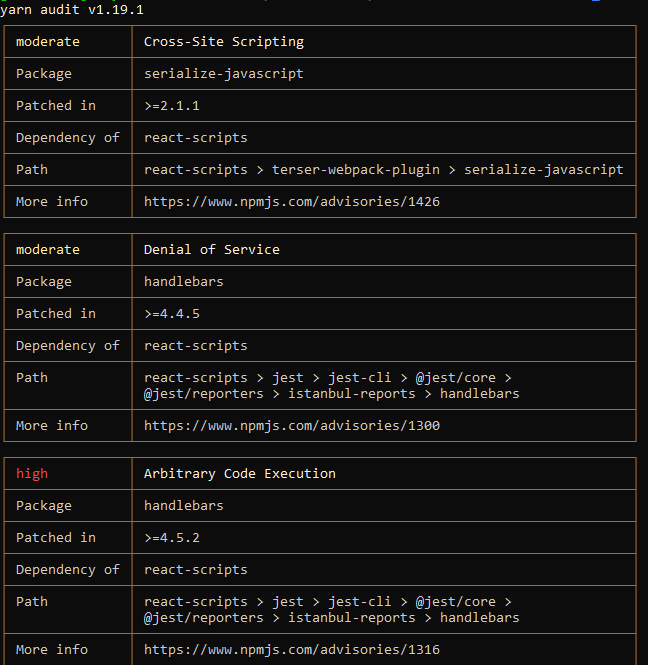 yarn audit v1.19.1
moderate Cross-Site Scripting
Package serialize-javascript
Patched in >=2.1.1
Dependency of react-scripts
Path react-scripts > terser-webpack-plugin > serialize-javascript
More info https://www.npmjs.com/advisories/1426
moderate Denial of Service
Package handlebars
Patched in >=4.4.5
Dependency of react-scripts
Path react-scripts > jest > jest-cli > @jest/core >
@jest/reporters > istanbul-reports > handlebars
More info https://www.npmjs.com/advisories/1300
high Arbitrary Code Execution
Package handlebars
Patched in >=4.5.2
Dependency of react-scripts
Path react-scripts > jest > jest-cli > @jest/core >
@jest/reporters > istanbul-reports > handlebars
More info https://www.npmjs.com/advisories/1316